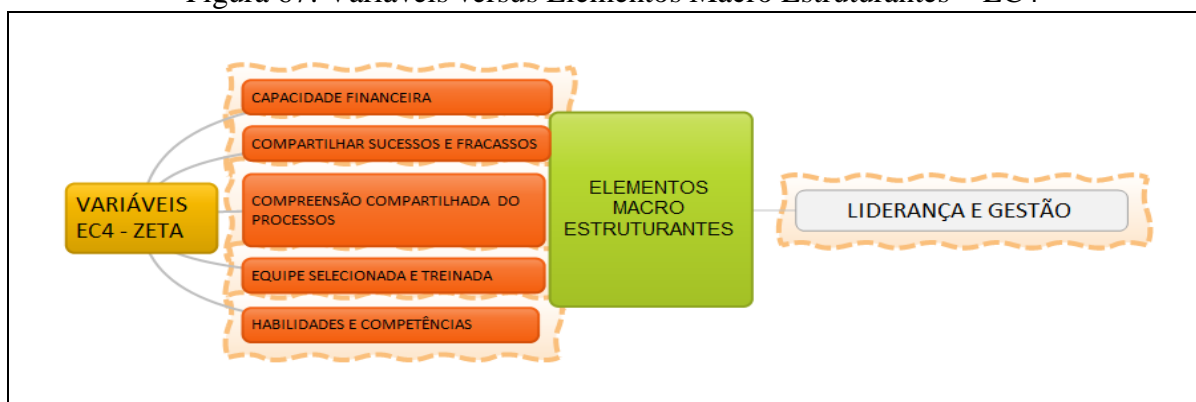 VARIÁVEIS
EC4 - ZETA
CAPACIDADE FINANCEIRA
COMPARTILHAR SUCESSOS E FRACASSOS
COMPREENSÃO COMPARTILHADA DO
PROCESSOS
EQUIPE SELECIONADA E TREINADA
HABILIDADES E COMPETÊNCIAS
ELEMENTOS
MACRO
ESTRUTURANTES
LIDERANÇA E GESTÃO